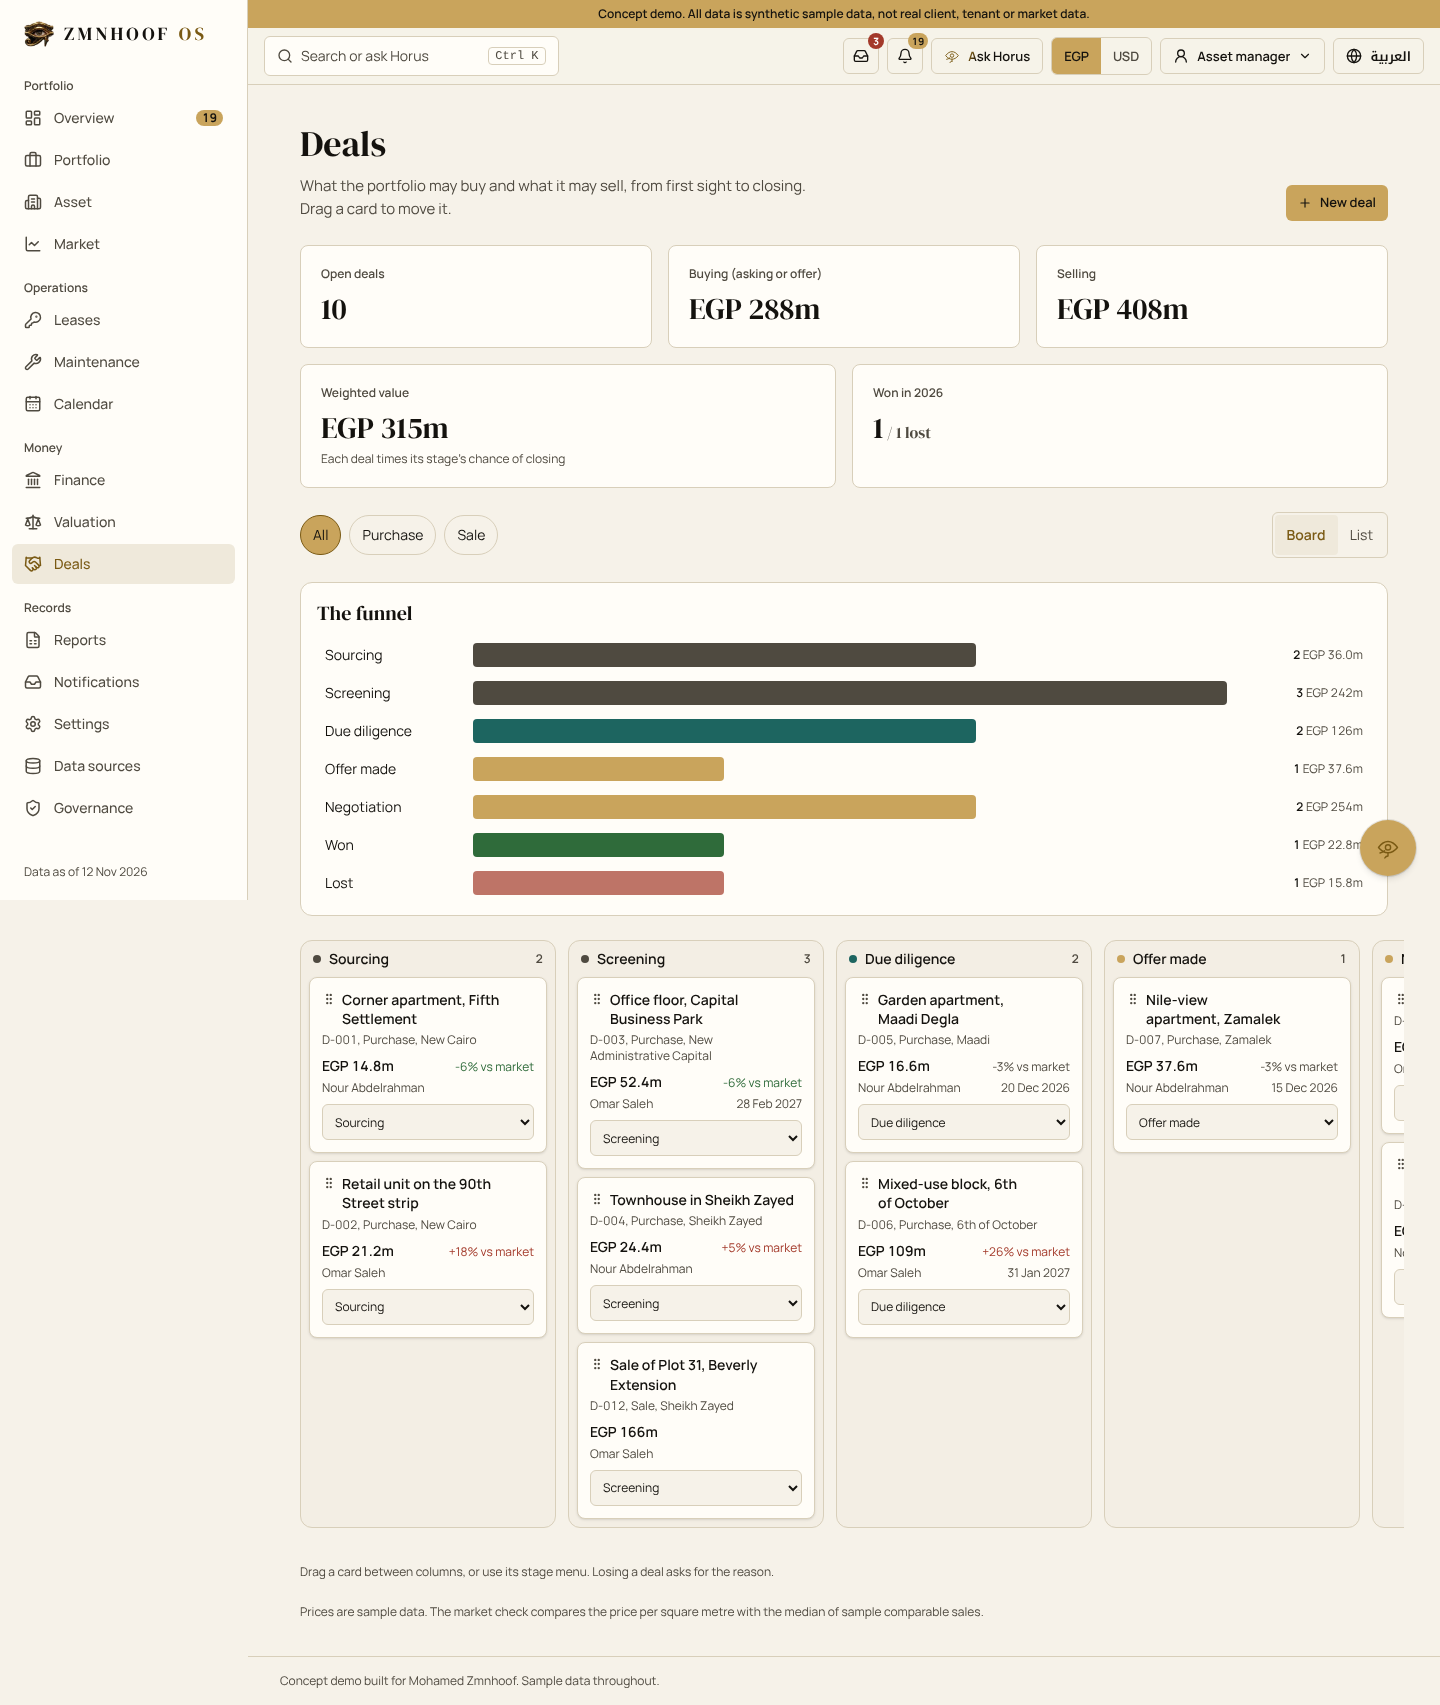 Concept demo. All data is synthetic sample data, not real client, tenant or market data.
ZMNHOOF OS
Search or ask Horus
Ctrl K
3
19
Ask Horus
EGP
USD
Asset manager
العربية
Portfolio
Overview
19
Portfolio
Asset
Market
Operations
Leases
Maintenance
Calendar
Money
Finance
Valuation
Deals
Records
Reports
Notifications
Settings
Data sources
Governance
Data as of 12 Nov 2026
Deals
What the portfolio may buy and what it may sell, from first sight to closing.
Drag a card to move it.
+ New deal
Open deals
10
Buying (asking or offer)
EGP 288m
Selling
EGP 408m
Weighted value
EGP 315m
Each deal times its stage's chance of closing
Won in 2026
1 / 1 lost
All
Purchase
Sale
Board
List
The funnel
Sourcing
2 EGP 36.0m
Screening
3 EGP 242m
Due diligence
2 EGP 126m
Offer made
1 EGP 37.6m
Negotiation
2 EGP 254m
Won
1 EGP 22.8m
Lost
1 EGP 15.8m
Sourcing
2
Corner apartment, Fifth
Settlement
D-001, Purchase, New Cairo
EGP 14.8m
-6% vs market
Nour Abdelrahman
Sourcing
Retail unit on the 90th
Street strip
D-002, Purchase, New Cairo
EGP 21.2m
+18% vs market
Omar Saleh
Sourcing
Screening
3
Office floor, Capital
Business Park
D-003, Purchase, New
Administrative Capital
EGP 52.4m
-6% vs market
Omar Saleh
28 Feb 2027
Screening
Townhouse in Sheikh Zayed
D-004, Purchase, Sheikh Zayed
EGP 24.4m
+5% vs market
Nour Abdelrahman
Screening
Sale of Plot 31, Beverly
Extension
D-012, Sale, Sheikh Zayed
EGP 166m
Omar Saleh
Screening
Due diligence
2
Garden apartment,
Maadi Degla
D-005, Purchase, Maadi
EGP 16.6m
-3% vs market
Nour Abdelrahman
20 Dec 2026
Due diligence
Mixed-use block, 6th
of October
D-006, Purchase, 6th of October
EGP 109m
+26% vs market
Omar Saleh
31 Jan 2027
Due diligence
Offer made
1
Nile-view
apartment, Zamalek
D-007, Purchase, Zamalek
EGP 37.6m
-3% vs market
Nour Abdelrahman
15 Dec 2026
Offer made
Drag a card between columns, or use its stage menu. Losing a deal asks for the reason.
Prices are sample data. The market check compares the price per square metre with the median of sample comparable sales.
Concept demo built for Mohamed Zmnhoof. Sample data throughout.